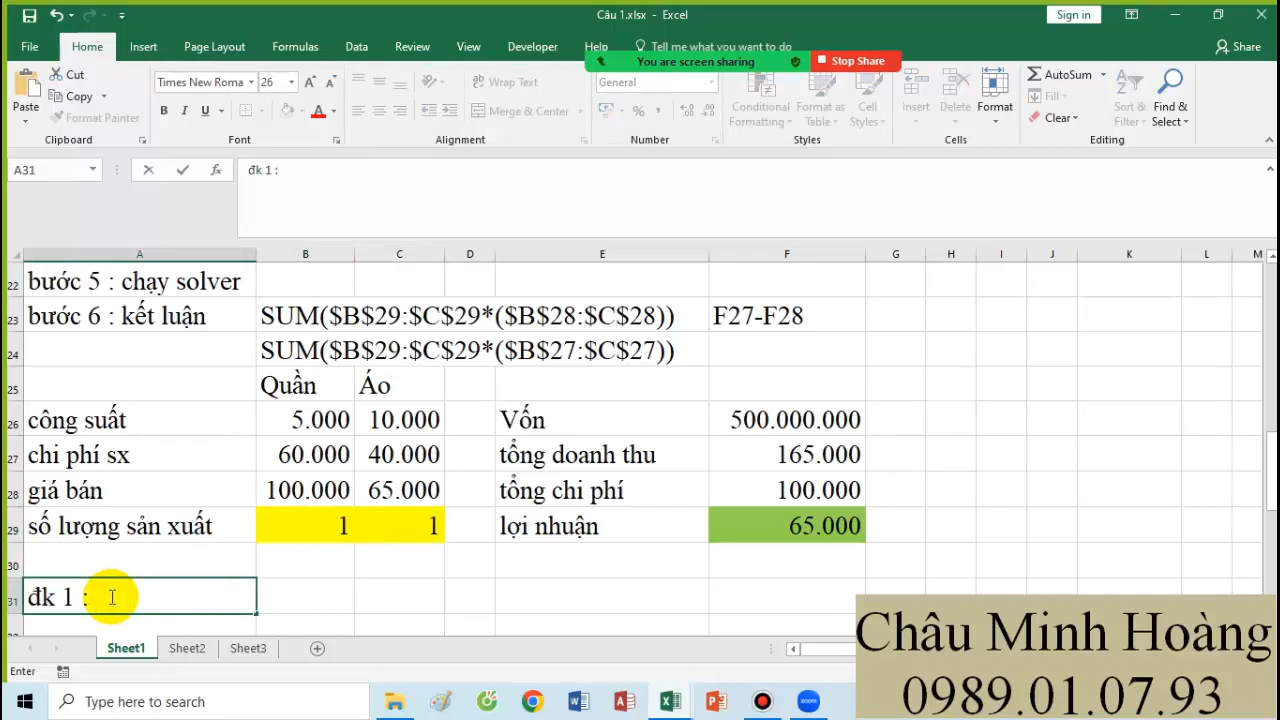 Câu 1.xlsx - Excel
Sign in
File Home Insert Page Layout Formulas Data Review View Developer Help Tell me what you want to do Share
You are screen sharing Stop Share
Paste
Cut
Copy
Format Painter
Clipboard
Times New Roma 26
B I U
Font
Wrap Text
Merge & Center
Alignment
General
Number
Conditional Formatting
Format as Table
Cell Styles
Styles
Insert Delete Format
Cells
AutoSum
Fill
Clear
Sort & Filter
Find & Select
Editing
A31 fx đk 1 :
A B C D E F G H I J K L M
22 bước 5 : chạy solver
23 bước 6 : kết luận SUM($B$29:$C$29*($B$28:$C$28)) F27-F28
24 SUM($B$29:$C$29*($B$27:$C$27))
25 Quần Áo
26 công suất 5.000 10.000 Vốn 500.000.000
27 chi phí sx 60.000 40.000 tổng doanh thu 165.000
28 giá bán 100.000 65.000 tổng chi phí 100.000
29 số lượng sản xuất 1 1 lợi nhuận 65.000
30
31 đk 1 :
Sheet1 Sheet2 Sheet3
Enter
Châu Minh Hoàng
0989.01.07.93
Type here to search
zoom